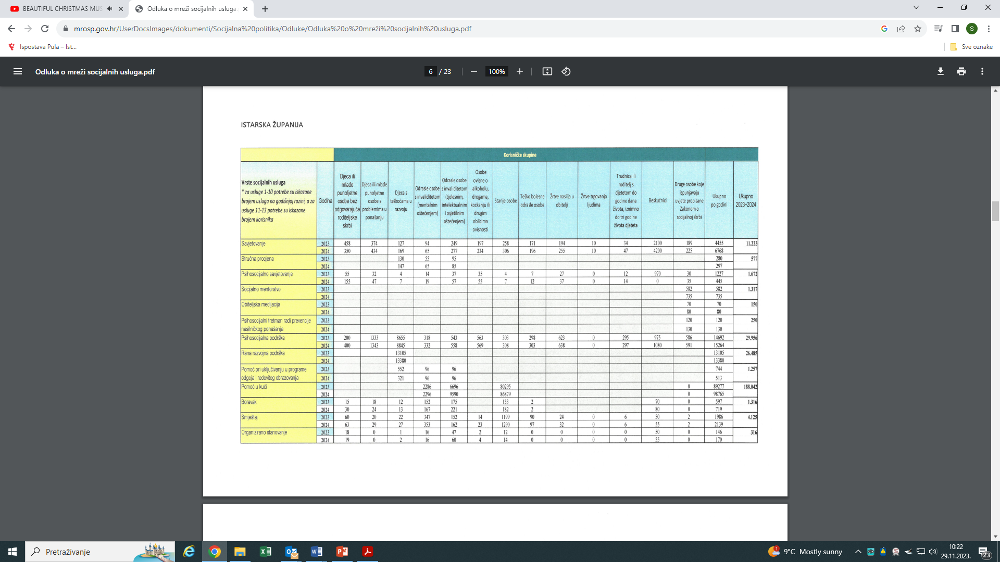 BEAUTIFUL CHRISTMAS MUS
Odluka o mreži socijalnih usluga.
mrosp.gov.hr/UserDocsImages/dokumenti/Socijalna%20politika/Odluke/Odluka%20o%20mreži%20socijalnih%20usluga.pdf
S
Ispostava Pula – Ist...
Sve oznake
Odluka o mreži socijalnih usluga.pdf
6 / 23
100%
ISTARSKA ŽUPANIJA
Korisničke skupine
Vrste socijalnih usluga
* za usluge 1-10 potrebe su iskazane
brojem usluga na godišnjoj razini, a za
usluge 11-13 potrebe su iskazane
brojem korisnika
Godina
Djeca ili
mlađe
punoljetne
osobe bez
odgovarajuće
roditeljske
skrbi
Djeca ili mlađe
punoljetne
osobe s
problemima u
ponašanju
Djeca s
teškoćama u
razvoju
Odrasle osobe
s invaliditetom
(mentalnim
oštećenjem)
Odrasle osobe
s invaliditetom
(tjelesnim,
intelektualnim
i osjetilnim
oštećenjem)
Osobe
ovisne o
alkoholu,
drogama,
kockanju ili
drugim
oblicima
ovisnosti
Starije osobe
Teško bolesne
odrasle osobe
Žrtve nasilja u
obitelji
Žrtve trgovanja
ljudima
Trudnica ili
roditelj s
djetetom do
godine dana
života, iznimno
do tri godine
života djeteta
Beskućnici
Druge osobe koje
ispunjavaju
uvjete propisane
Zakonom o
socijalnoj skrbi
Ukupno
po godini
Ukupno
2023+2024
Savjetovanje 2023 458 374 127 94 249 197 258 171 194 10 34 2100 189 4455 11.223
2024 350 434 169 65 277 234 306 196 255 10 47 4200 225 6768
Stručna procjena 2023 130 55 95 280 577
2024 147 65 85 297
Psihosocijalno savjetovanje 2023 55 32 4 14 37 35 4 7 27 0 12 970 30 1227 1.672
2024 155 47 7 19 57 55 7 12 37 0 14 0 35 445
Socijalno mentorstvo 2023 582 582 1.317
2024 735 735
Obiteljska medijacija 2023 70 70 150
2024 80 80
Psihosocijalni tretman radi prevencije 2023 120 120 250
nasilničkog ponašanja 2024 130 130
Psihosocijalna podrška 2023 200 1333 8655 318 543 563 303 298 623 0 295 975 586 14692 29.956
2024 400 1343 8845 332 558 569 308 303 638 0 297 1080 591 15264
Rana razvojna podrška 2023 13105 13105 26.485
2024 13380 13380
Pomoć pri uključivanju u programe 2023 552 96 96 744 1.257
odgoja i redovitog obrazovanja 2024 321 96 96 513
Pomoć u kući 2023 2286 6696 80295 0 89277 188.042
2024 2296 9590 86879 0 98765
Boravak 2023 15 18 12 152 175 153 2 70 0 597 1.316
2024 30 24 13 167 221 182 2 80 0 719
Smještaj 2023 60 20 22 347 152 14 1199 90 24 0 6 50 2 1986 4.125
2024 63 29 27 353 162 23 1290 97 32 0 6 55 2 2139
Organizirano stanovanje 2023 18 0 1 16 47 2 12 0 0 0 0 50 0 146 316
2024 19 0 2 16 60 4 14 0 0 0 0 55 0 170
Pretraživanje
1
9°C Mostly sunny
10:22
29.11.2023.
23